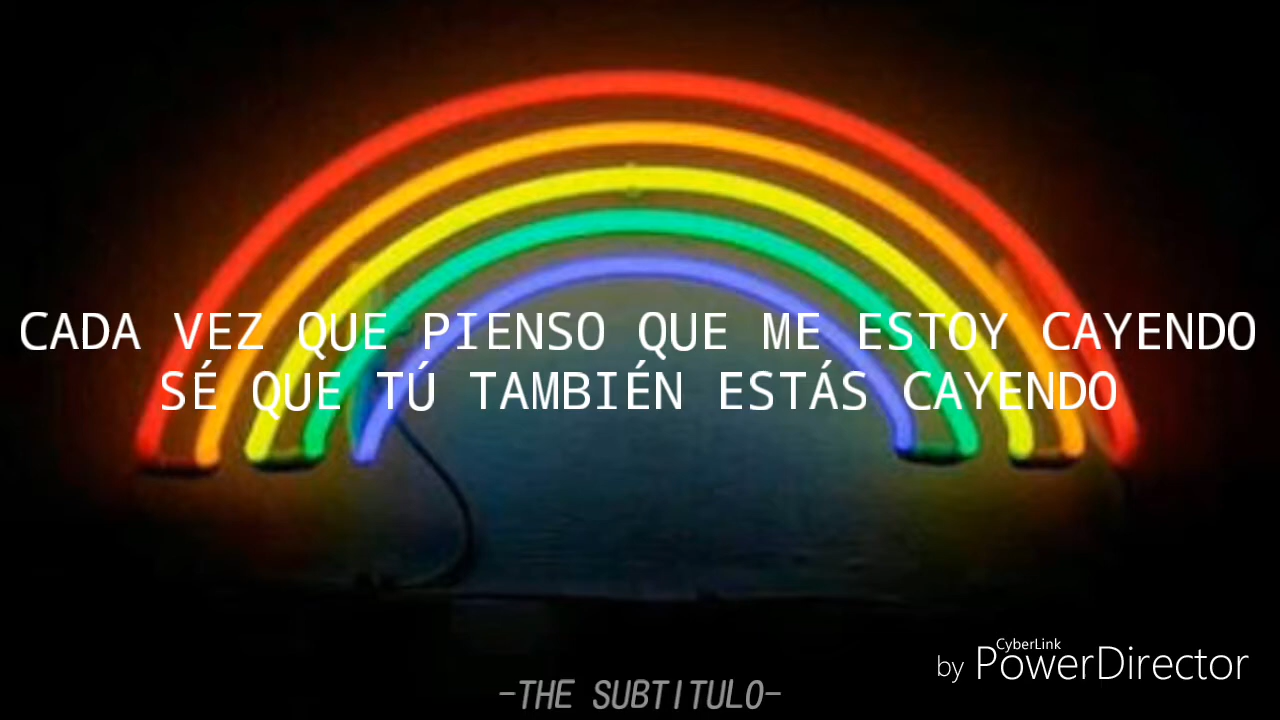 CADA VEZ QUE PIENSO QUE ME ESTOY CAYENDO
SÉ QUE TÚ TAMBIÉN ESTÁS CAYENDO
by CyberLink PowerDirector
-THE SUBTITULO-